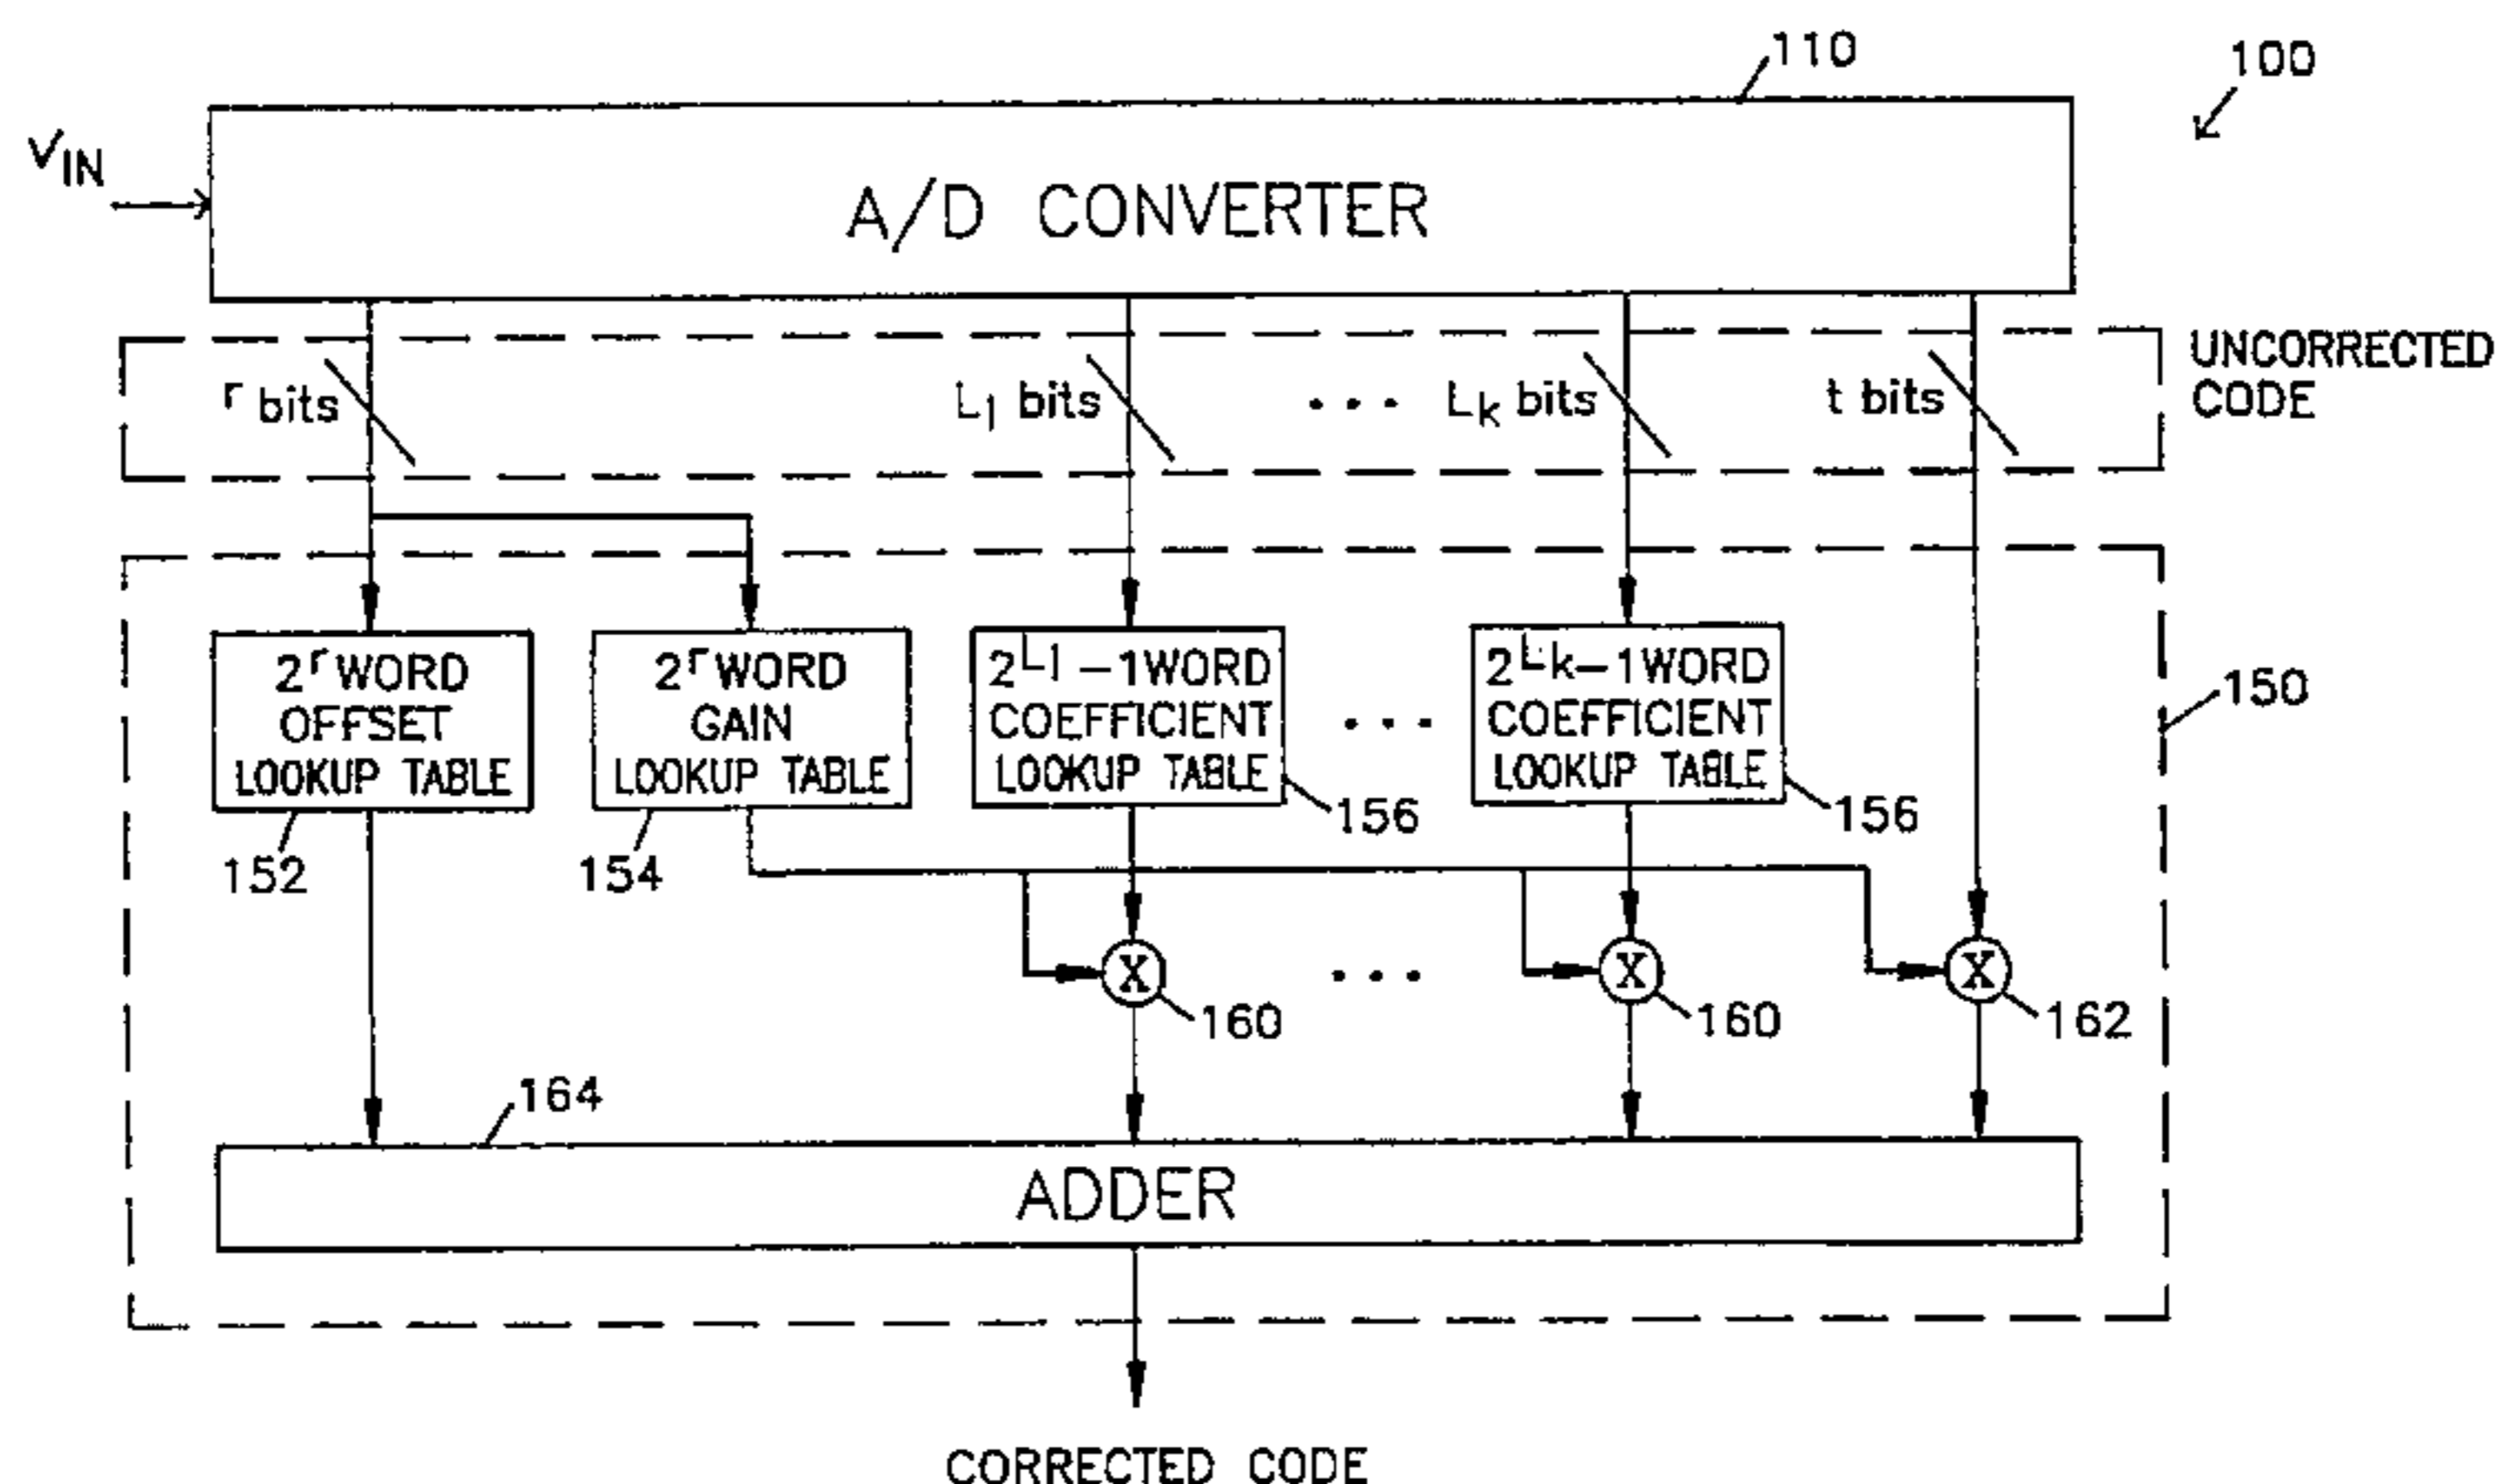 110
100
VIN
A/D CONVERTER
r bits
L1 bits
• • •
Lk bits
t bits
UNCORRECTED
CODE
2r WORD
OFFSET
LOOKUP TABLE
2r WORD
GAIN
LOOKUP TABLE
2L1-1WORD
COEFFICIENT
LOOKUP TABLE
• • •
2Lk-1WORD
COEFFICIENT
LOOKUP TABLE
150
152
154
156
156
X
160
• • •
X
160
X
162
164
ADDER
CORRECTED CODE